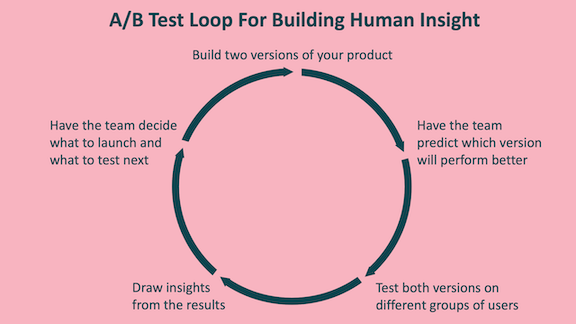 A/B Test Loop For Building Human Insight
Build two versions of your product
Have the team
predict which version
will perform better
Test both versions on
different groups of users
Draw insights
from the results
Have the team decide
what to launch and
what to test next